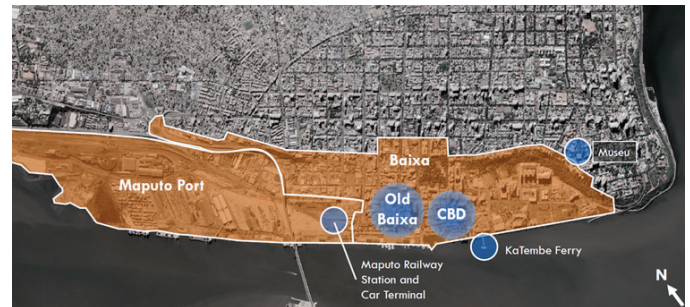 Baixa
Museu
Maputo Port
Old
Baixa
CBD
KaTembe Ferry
Maputo Railway
Station and
Car Terminal
N